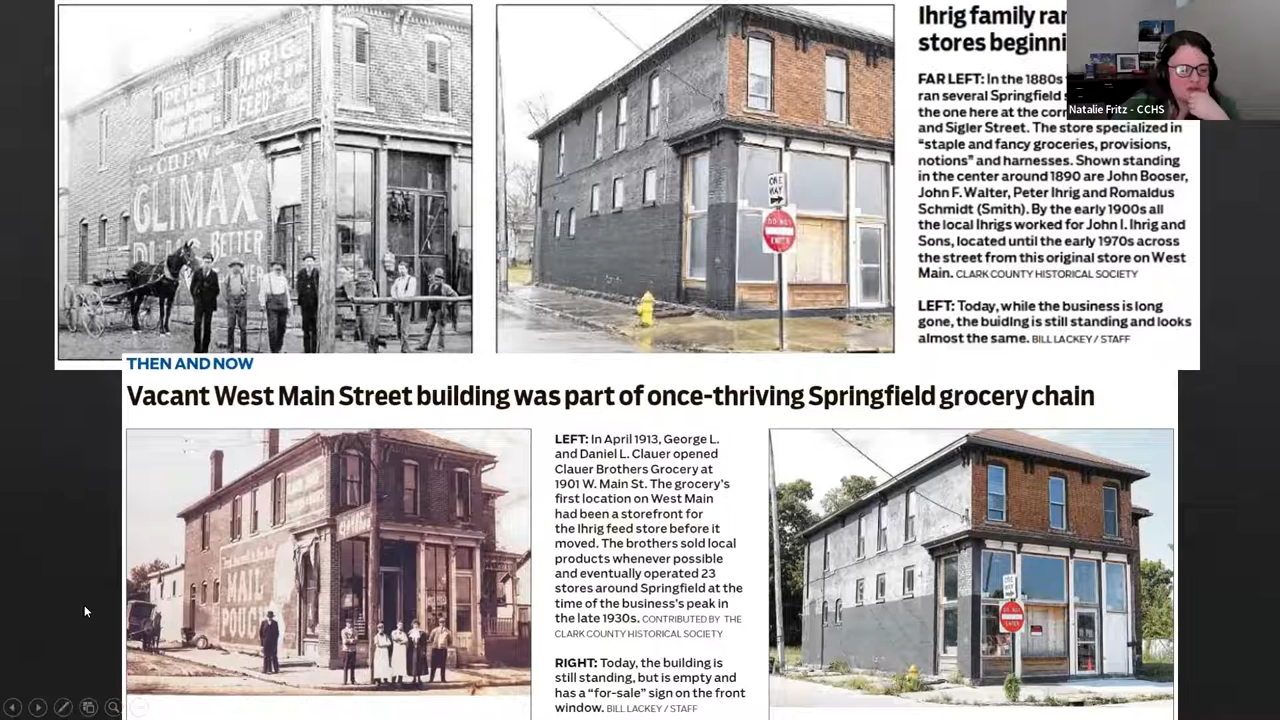 IHRIG
FEED
CHEW
CLIMAX
PLUG
BETTER
ONE
WAY
DO NOT
ENTER
Ihrig family ran
stores beginni
Natalie Fritz - CCHS
FAR LEFT: In the 1880s
ran several Springfield
the one here at the corn
and Sigler Street. The store specialized in
“staple and fancy groceries, provisions,
notions” and harnesses. Shown standing
in the center around 1890 are John Booser,
John F. Walter, Peter Ihrig and Romaldus
Schmidt (Smith). By the early 1900s all
the local Ihrigs worked for John I. Ihrig and
Sons, located until the early 1970s across
the street from this original store on West
Main. CLARK COUNTY HISTORICAL SOCIETY
LEFT: Today, while the business is long
gone, the buidlng is still standing and looks
almost the same. BILL LACKEY / STAFF
THEN AND NOW
Vacant West Main Street building was part of once-thriving Springfield grocery chain
MAIL
POUCH
LEFT: In April 1913, George L.
and Daniel L. Clauer opened
Clauer Brothers Grocery at
1901 W. Main St. The grocery’s
first location on West Main
had been a storefront for
the Ihrig feed store before it
moved. The brothers sold local
products whenever possible
and eventually operated 23
stores around Springfield at the
time of the business’s peak in
the late 1930s. CONTRIBUTED BY THE
CLARK COUNTY HISTORICAL SOCIETY
RIGHT: Today, the building is
still standing, but is empty and
has a “for-sale” sign on the front
window. BILL LACKEY / STAFF
ONE
WAY
DO NOT
ENTER